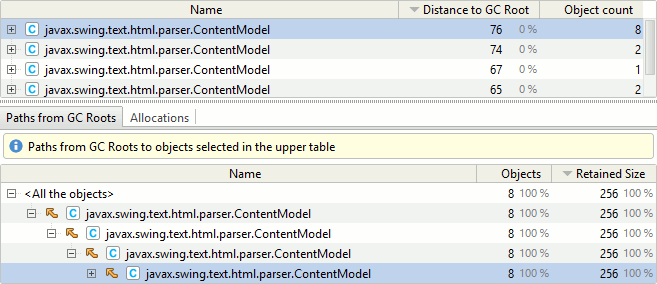 Name Distance to GC Root Object count
javax.swing.text.html.parser.ContentModel 76 0 % 8
javax.swing.text.html.parser.ContentModel 74 0 % 2
javax.swing.text.html.parser.ContentModel 67 0 % 1
javax.swing.text.html.parser.ContentModel 65 0 % 2
Paths from GC Roots Allocations
Paths from GC Roots to objects selected in the upper table
Name Objects Retained Size
<All the objects> 8 100 % 256 100 %
javax.swing.text.html.parser.ContentModel 8 100 % 256 100 %
javax.swing.text.html.parser.ContentModel 8 100 % 256 100 %
javax.swing.text.html.parser.ContentModel 8 100 % 256 100 %
javax.swing.text.html.parser.ContentModel 8 100 % 256 100 %